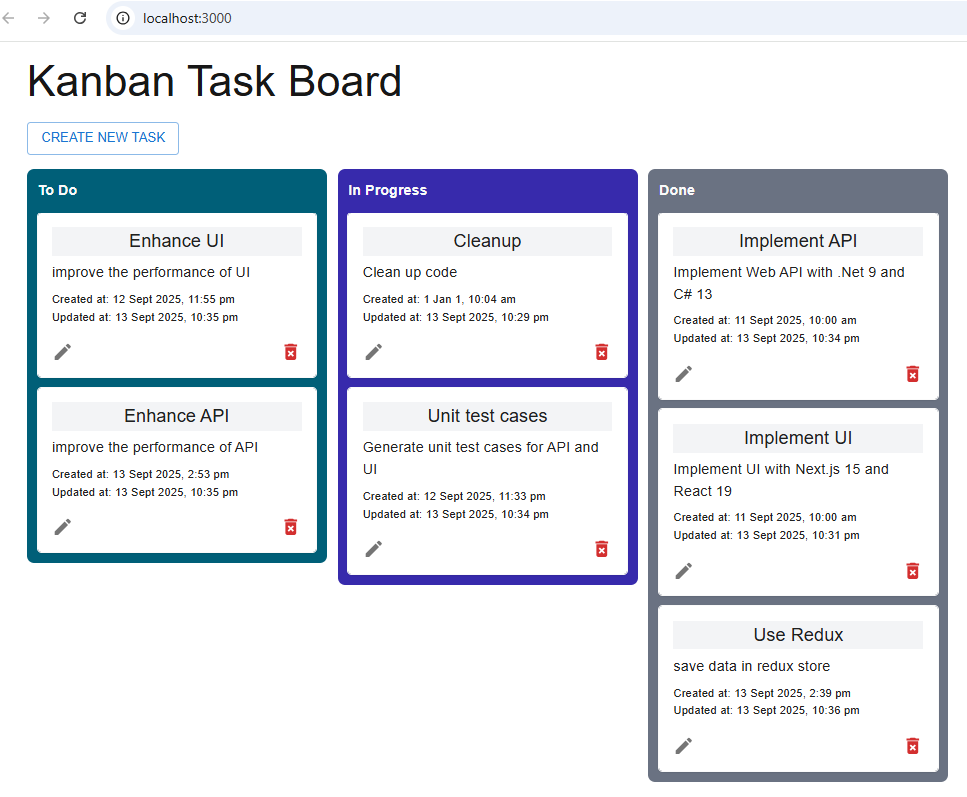 localhost:3000
Kanban Task Board
CREATE NEW TASK
To Do
Enhance UI
improve the performance of UI
Created at: 12 Sept 2025, 11:55 pm
Updated at: 13 Sept 2025, 10:35 pm
Enhance API
improve the performance of API
Created at: 13 Sept 2025, 2:53 pm
Updated at: 13 Sept 2025, 10:35 pm
In Progress
Cleanup
Clean up code
Created at: 1 Jan 1, 10:04 am
Updated at: 13 Sept 2025, 10:29 pm
Unit test cases
Generate unit test cases for API and
UI
Created at: 12 Sept 2025, 11:33 pm
Updated at: 13 Sept 2025, 10:34 pm
Done
Implement API
Implement Web API with .Net 9 and
C# 13
Created at: 11 Sept 2025, 10:00 am
Updated at: 13 Sept 2025, 10:34 pm
Implement UI
Implement UI with Next.js 15 and
React 19
Created at: 11 Sept 2025, 10:00 am
Updated at: 13 Sept 2025, 10:31 pm
Use Redux
save data in redux store
Created at: 13 Sept 2025, 2:39 pm
Updated at: 13 Sept 2025, 10:36 pm